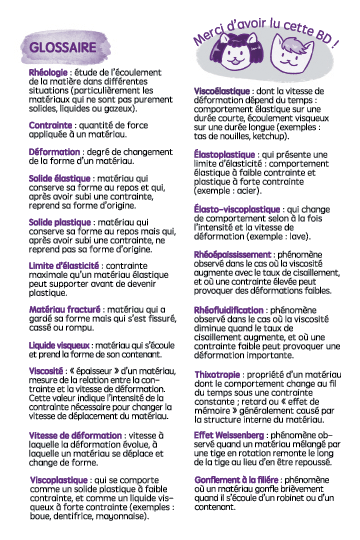 GLOSSAIRE
Rhéologie : étude de l'écoulement
de la matière dans différentes
situations (particulièrement les
matériaux qui ne sont pas purement
solides, liquides ou gazeux).
Contrainte : quantité de force
appliquée à un matériau.
Déformation : degré de changement
de la forme d'un matériau.
Solide élastique : matériau qui
conserve sa forme au repos et qui,
après avoir subi une contrainte,
reprend sa forme d'origine.
Solide plastique : matériau qui
conserve sa forme au repos mais qui,
après avoir subi une contrainte, ne
reprend pas sa forme d'origine.
Limite d'élasticité : contrainte
maximale qu'un matériau élastique
peut supporter avant de devenir
plastique.
Matériau fracturé : matériau qui a
gardé sa forme mais qui s'est fissuré,
cassé ou rompu.
Liquide visqueux : matériau qui s'écoule
et prend la forme de son contenant.
Viscosité : « épaisseur » d'un matériau,
mesure de la relation entre la con-
trainte et la vitesse de déformation.
Cette valeur indique l'intensité de la
contrainte nécessaire pour changer la
vitesse de déplacement du matériau.
Vitesse de déformation : vitesse à
laquelle la déformation évolue, à
laquelle un matériau se déplace et
change de forme.
Viscoplastique : qui se comporte
comme un solide plastique à faible
contrainte, et comme un liquide vis-
queux à forte contrainte (exemples :
boue, dentifrice, mayonnaise).
Merci d'avoir lu cette BD !
Viscoélastique : dont la vitesse de
déformation dépend du temps :
comportement élastique sur une
durée courte, écoulement visqueux
sur une durée longue (exemples :
tas de nouilles, ketchup).
Élastoplastique : qui présente une
limite d'élasticité : comportement
élastique à faible contrainte et
plastique à forte contrainte
(exemple : acier).
Élasto-viscoplastique : qui change
de comportement selon à la fois
l'intensité et la vitesse de
déformation (exemple : lave).
Rhéoépaississement : phénomène
observé dans le cas où la viscosité
augmente avec le taux de cisaillement,
et où une contrainte élevée peut
provoquer des déformations faibles.
Rhéofluidification : phénomène
observé dans le cas où la viscosité
diminue quand le taux de
cisaillement augmente, et où une
contrainte faible peut provoquer une
déformation importante.
Thixotropie : propriété d'un matériau
dont le comportement change au fil
du temps sous une contrainte
constante ; retard ou « effet de
mémoire » généralement causé par
la structure interne du matériau.
Effet Weissenberg : phénomène ob-
servé quand un matériau mélangé par
une tige en rotation remonte le long
de la tige au lieu d'en être repoussé.
Gonflement à la filière : phénomène
où un matériau gonfle brièvement
quand il s'écoule d'un robinet ou d'un
contenant.